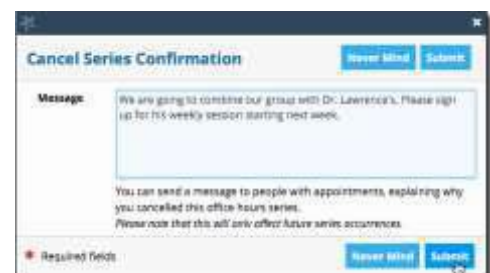 Cancel Series Confirmation
Never Mind
Submit
Message
We are going to combine our group with Dr. Lawrence's. Please sign
up for his weekly session starting next week.
You can send a message to people with appointments, explaining why
you cancelled this office hours series.
Please note that this will only affect future series occurrences.
* Required fields
Never Mind
Submit